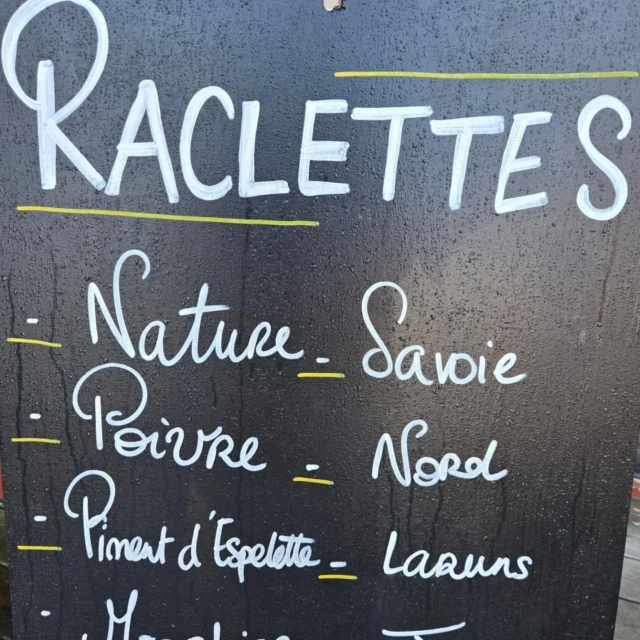 RACLETTES
- Nature - Savoie
- Poivre - Nord
- Piment d'Espelette - Laruns